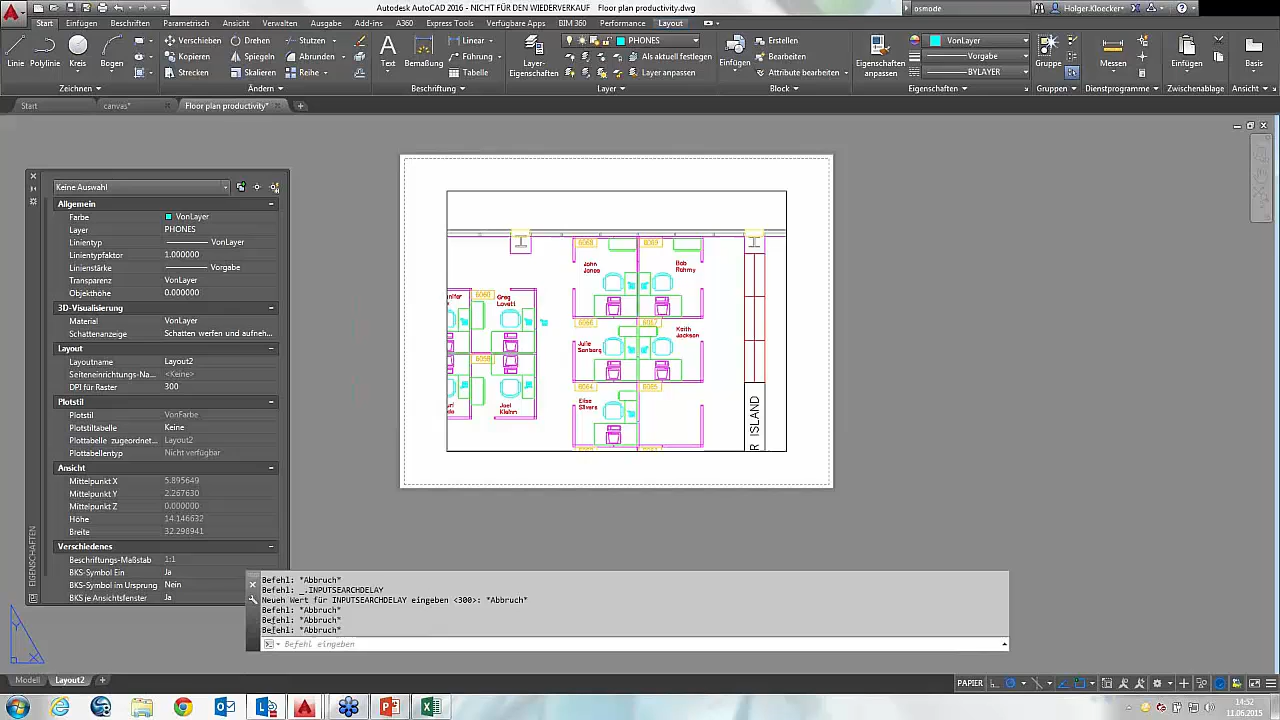 Autodesk AutoCAD 2016 - NICHT FÜR DEN WIEDERVERKAUF Floor plan productivity.dwg
osmode
Holger.Kloecker
Start Einfügen Beschriften Parametrisch Ansicht Verwalten Ausgabe Add-ins A360 Express Tools Verfügbare Apps BIM 360 Performance Layout
Linie Polylinie Kreis Bogen
Verschieben Drehen Stutzen
Kopieren Spiegeln Abrunden
Strecken Skalieren Reihe
Text Bemaßung
Linear
Führung
Tabelle
Layer-
Eigenschaften
PHONES
Als aktuell festlegen
Layer anpassen
Einfügen
Erstellen
Bearbeiten
Attribute bearbeiten
Eigenschaften
anpassen
VonLayer
Vorgabe
BYLAYER
Gruppe
Messen
Einfügen
Basis
Zeichnen Ändern Beschriftung Layer Block Eigenschaften Gruppen Dienstprogramme Zwischenablage Ansicht
Start canvas* Floor plan productivity*
Keine Auswahl
Allgemein
Farbe VonLayer
Layer PHONES
Linientyp VonLayer
Linientypfaktor 1.000000
Linienstärke Vorgabe
Transparenz VonLayer
Objekthöhe 0.000000
3D-Visualisierung
Material VonLayer
Schattenanzeige Schatten werfen und aufneh...
Layout
Layoutname Layout2
Seiteneinrichtungs-Na... <Keine>
DPI für Raster 300
Plotstil
Plotstil VonFarbe
Plotstiltabelle Keine
Plottabelle zugeordnet... Layout2
Plottabellentyp Nicht verfügbar
Ansicht
Mittelpunkt X 5.895649
Mittelpunkt Y 2.267630
Mittelpunkt Z 0.000000
Höhe 14.146632
Breite 32.298941
Verschiedenes
Beschriftungs-Maßstab 1:1
BKS-Symbol Ein Ja
BKS-Symbol im Ursprung Nein
BKS je Ansichtsfenster Ja
EIGENSCHAFTEN
6068
John
Jones
Bob
Rahmy
6060
Greg
Lovett
6066
6067
Julie
Sanborg
Keith
Jackson
6064
6065
Elise
Silvers
6058
Joel
R ISLAND
Befehl: *Abbruch*
Befehl: _.INPUTSEARCHDELAY
Neuen Wert für INPUTSEARCHDELAY eingeben <300>: *Abbruch*
Befehl: *Abbruch*
Befehl: *Abbruch*
Befehl: *Abbruch*
Befehl eingeben
Y
X
Modell Layout2
PAPIER
14:32
11.06.2015